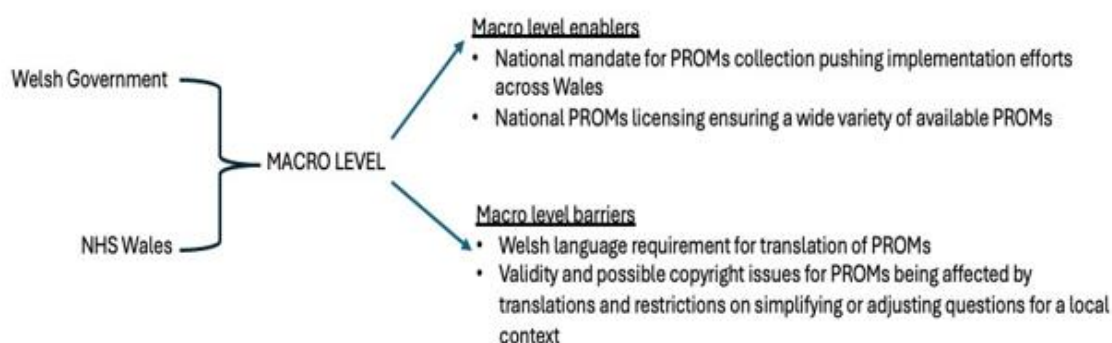 Welsh Government
NHS Wales
MACRO LEVEL
Macro level enablers
• National mandate for PROMs collection pushing implementation efforts
across Wales
• National PROMs licensing ensuring a wide variety of available PROMs
Macro level barriers
• Welsh language requirement for translation of PROMs
• Validity and possible copyright issues for PROMs being affected by
translations and restrictions on simplifying or adjusting questions for a local
context